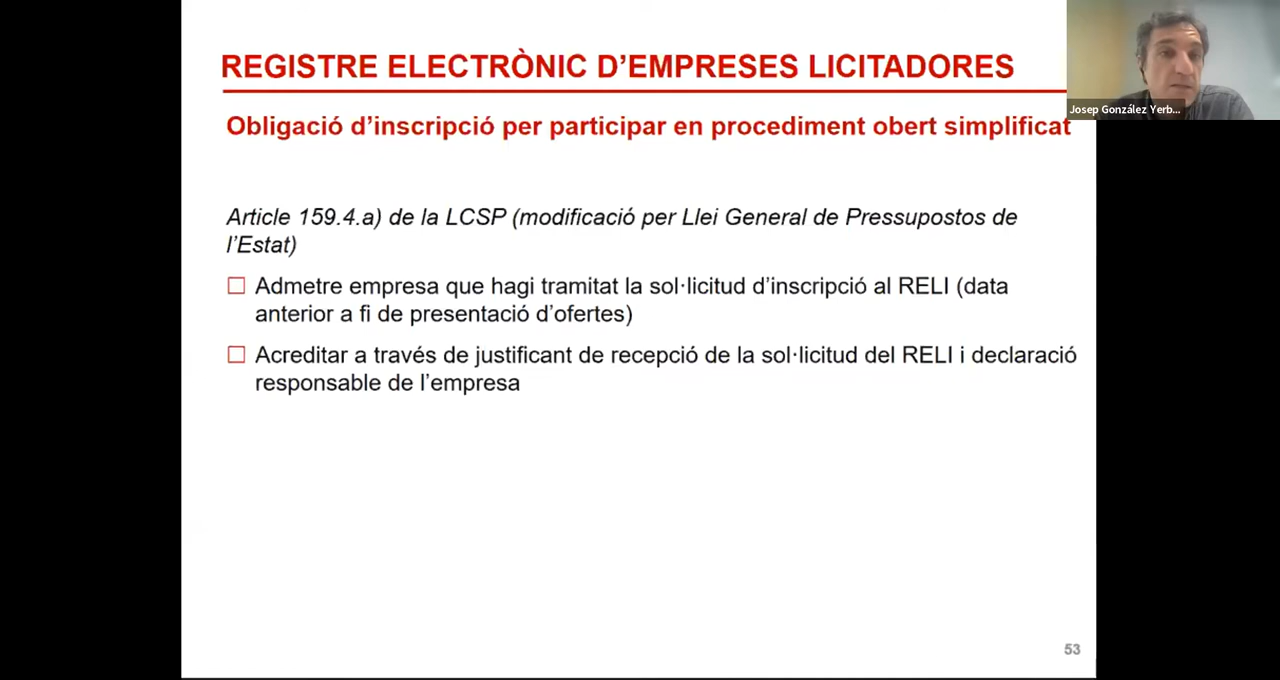 REGISTRE ELECTRÒNIC D’EMPRESES LICITADORES
Josep González Yerb...
Obligació d’inscripció per participar en procediment obert simplificat
Article 159.4.a) de la LCSP (modificació per Llei General de Pressupostos de
l’Estat)
Admetre empresa que hagi tramitat la sol·licitud d’inscripció al RELI (data
anterior a fi de presentació d’ofertes)
Acreditar a través de justificant de recepció de la sol·licitud del RELI i declaració
responsable de l’empresa
53